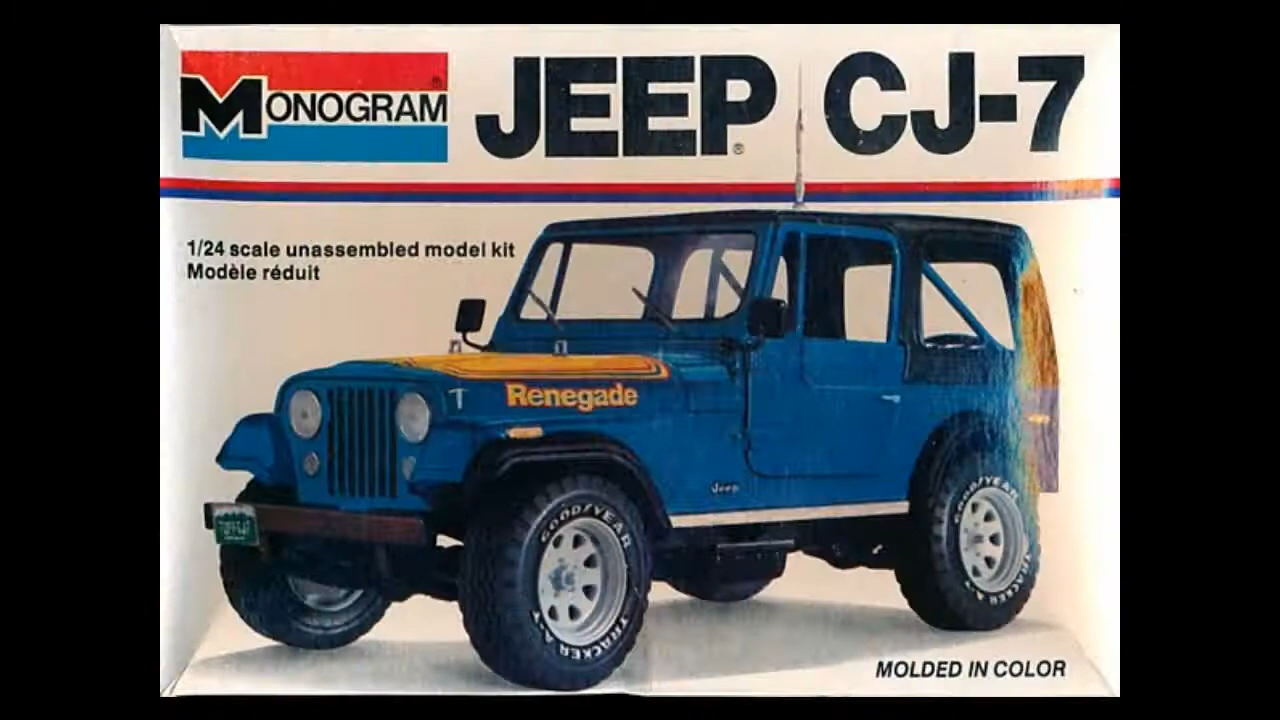 MONOGRAM®
JEEP® CJ-7
1/24 scale unassembled model kit
Modèle réduit
Renegade
Jeep
GOODYEAR
TRACKER A-T
GOODYEAR
TRACKER
MOLDED IN COLOR